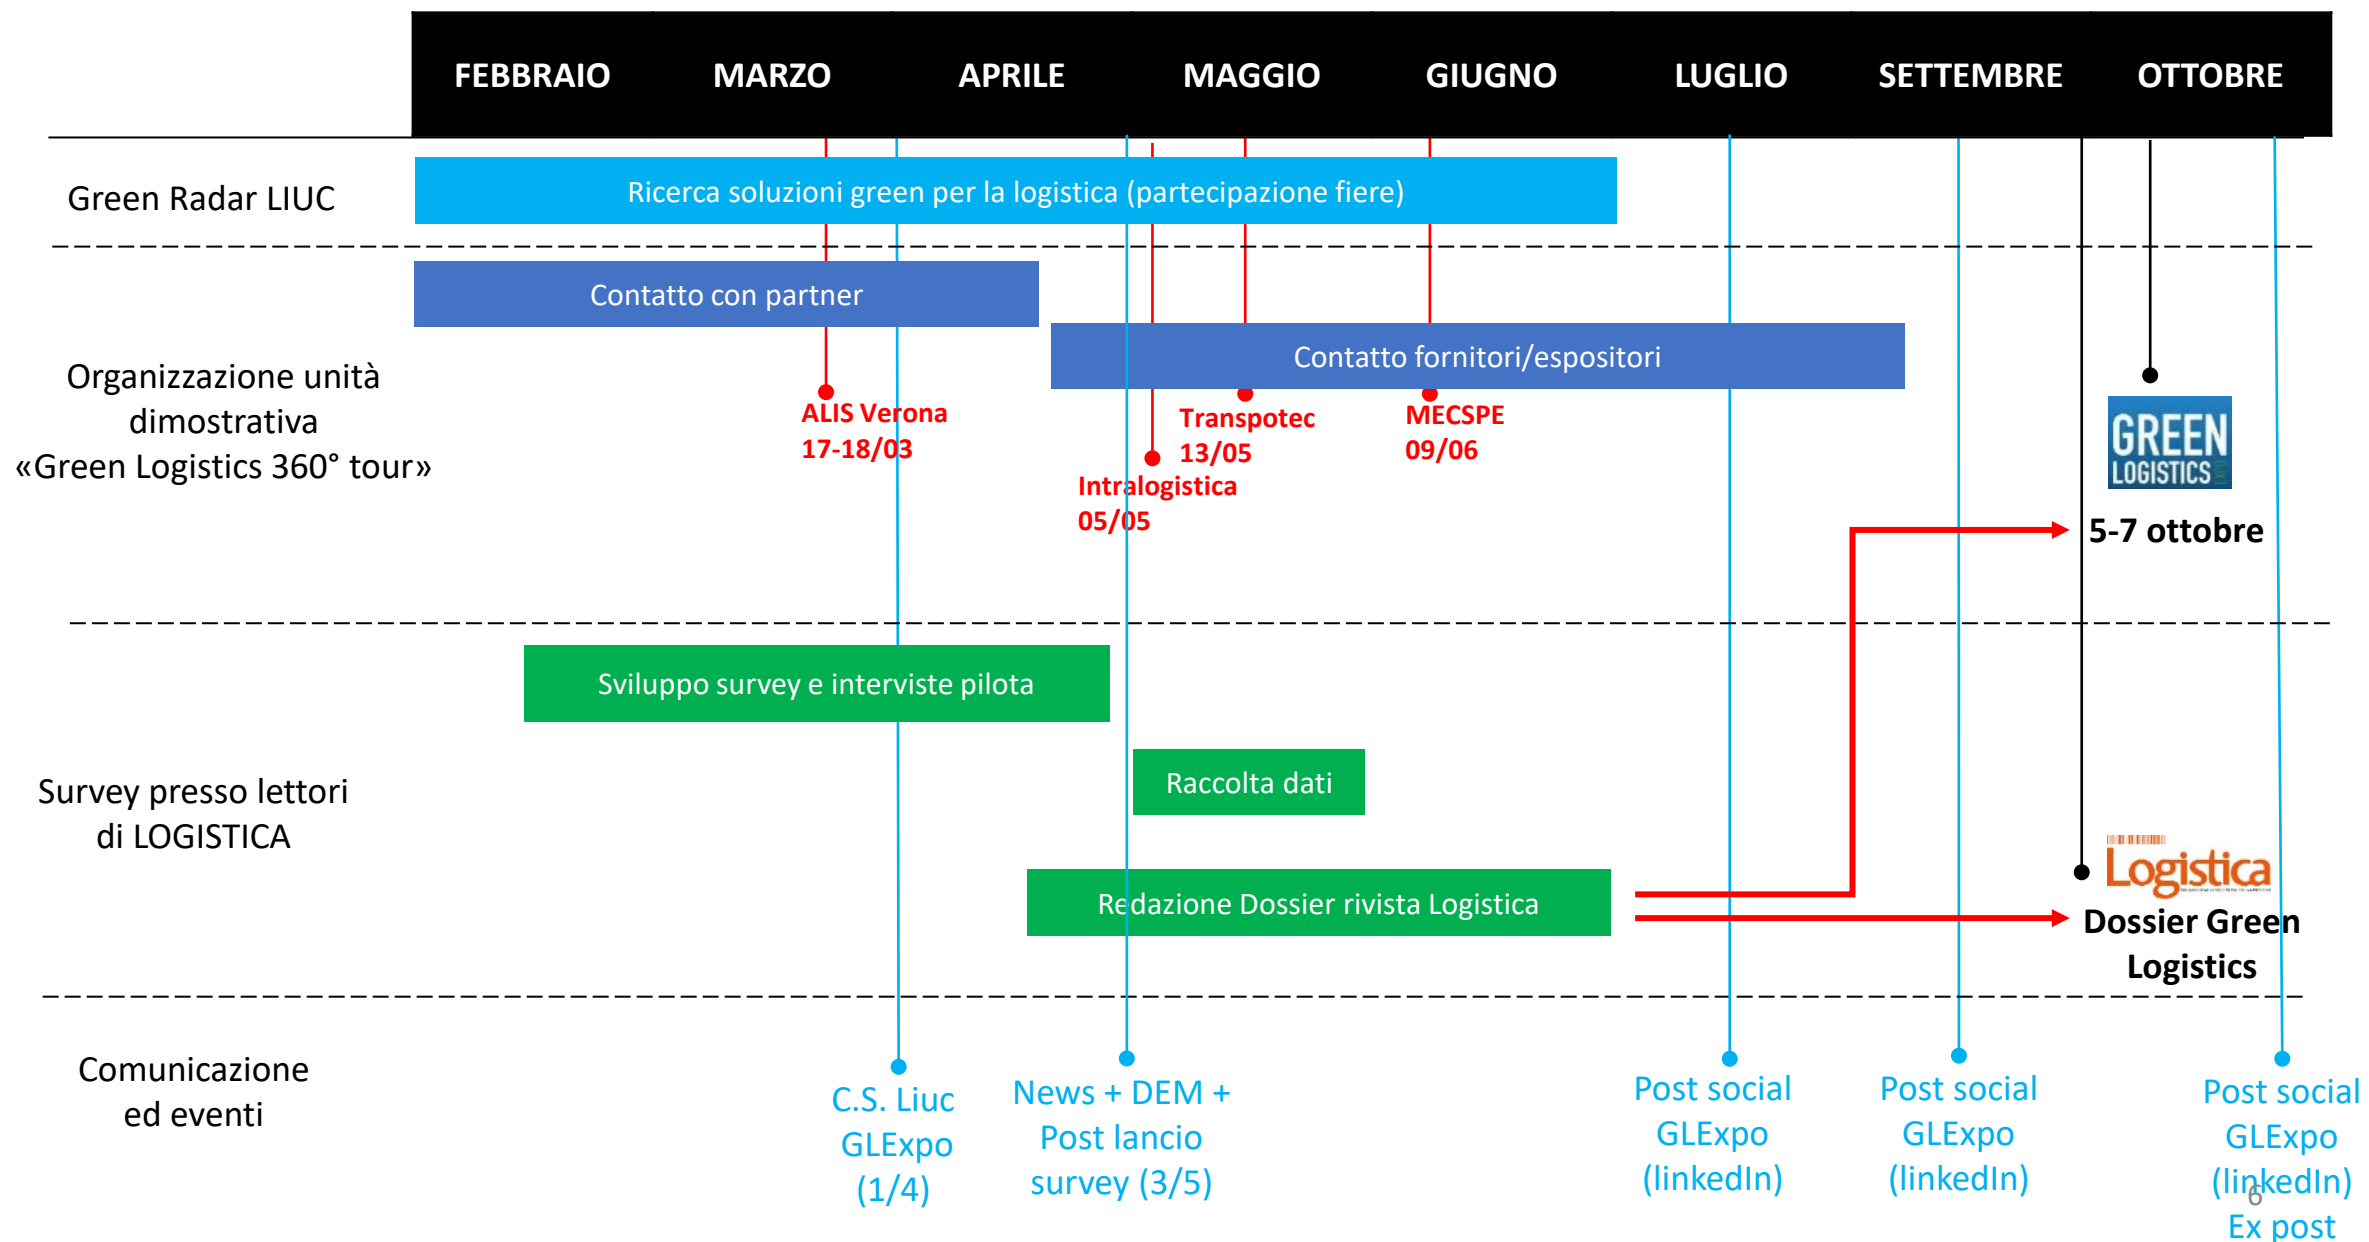 FEBBRAIO MARZO APRILE MAGGIO GIUGNO LUGLIO SETTEMBRE OTTOBRE
Green Radar LIUC
Ricerca soluzioni green per la logistica (partecipazione fiere)
Organizzazione unità
dimostrativa
«Green Logistics 360° tour»
Contatto con partner
Contatto fornitori/espositori
ALIS Verona
17-18/03
Intralogistica
05/05
Transpotec
13/05
MECSPE
09/06
GREEN
LOGISTICS
EXPO
5-7 ottobre
Survey presso lettori
di LOGISTICA
Sviluppo survey e interviste pilota
Raccolta dati
Redazione Dossier rivista Logistica
Logistica
Dossier Green
Logistics
Comunicazione
ed eventi
C.S. Liuc
GLExpo
(1/4)
News + DEM +
Post lancio
survey (3/5)
Post social
GLExpo
(linkedIn)
Post social
GLExpo
(linkedIn)
Post social
GLExpo
(linkedIn)
Ex post
6